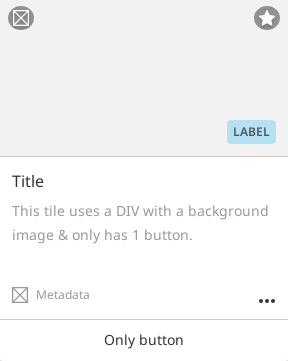 LABEL
Title
This tile uses a DIV with a background
image & only has 1 button.
Metadata
Only button